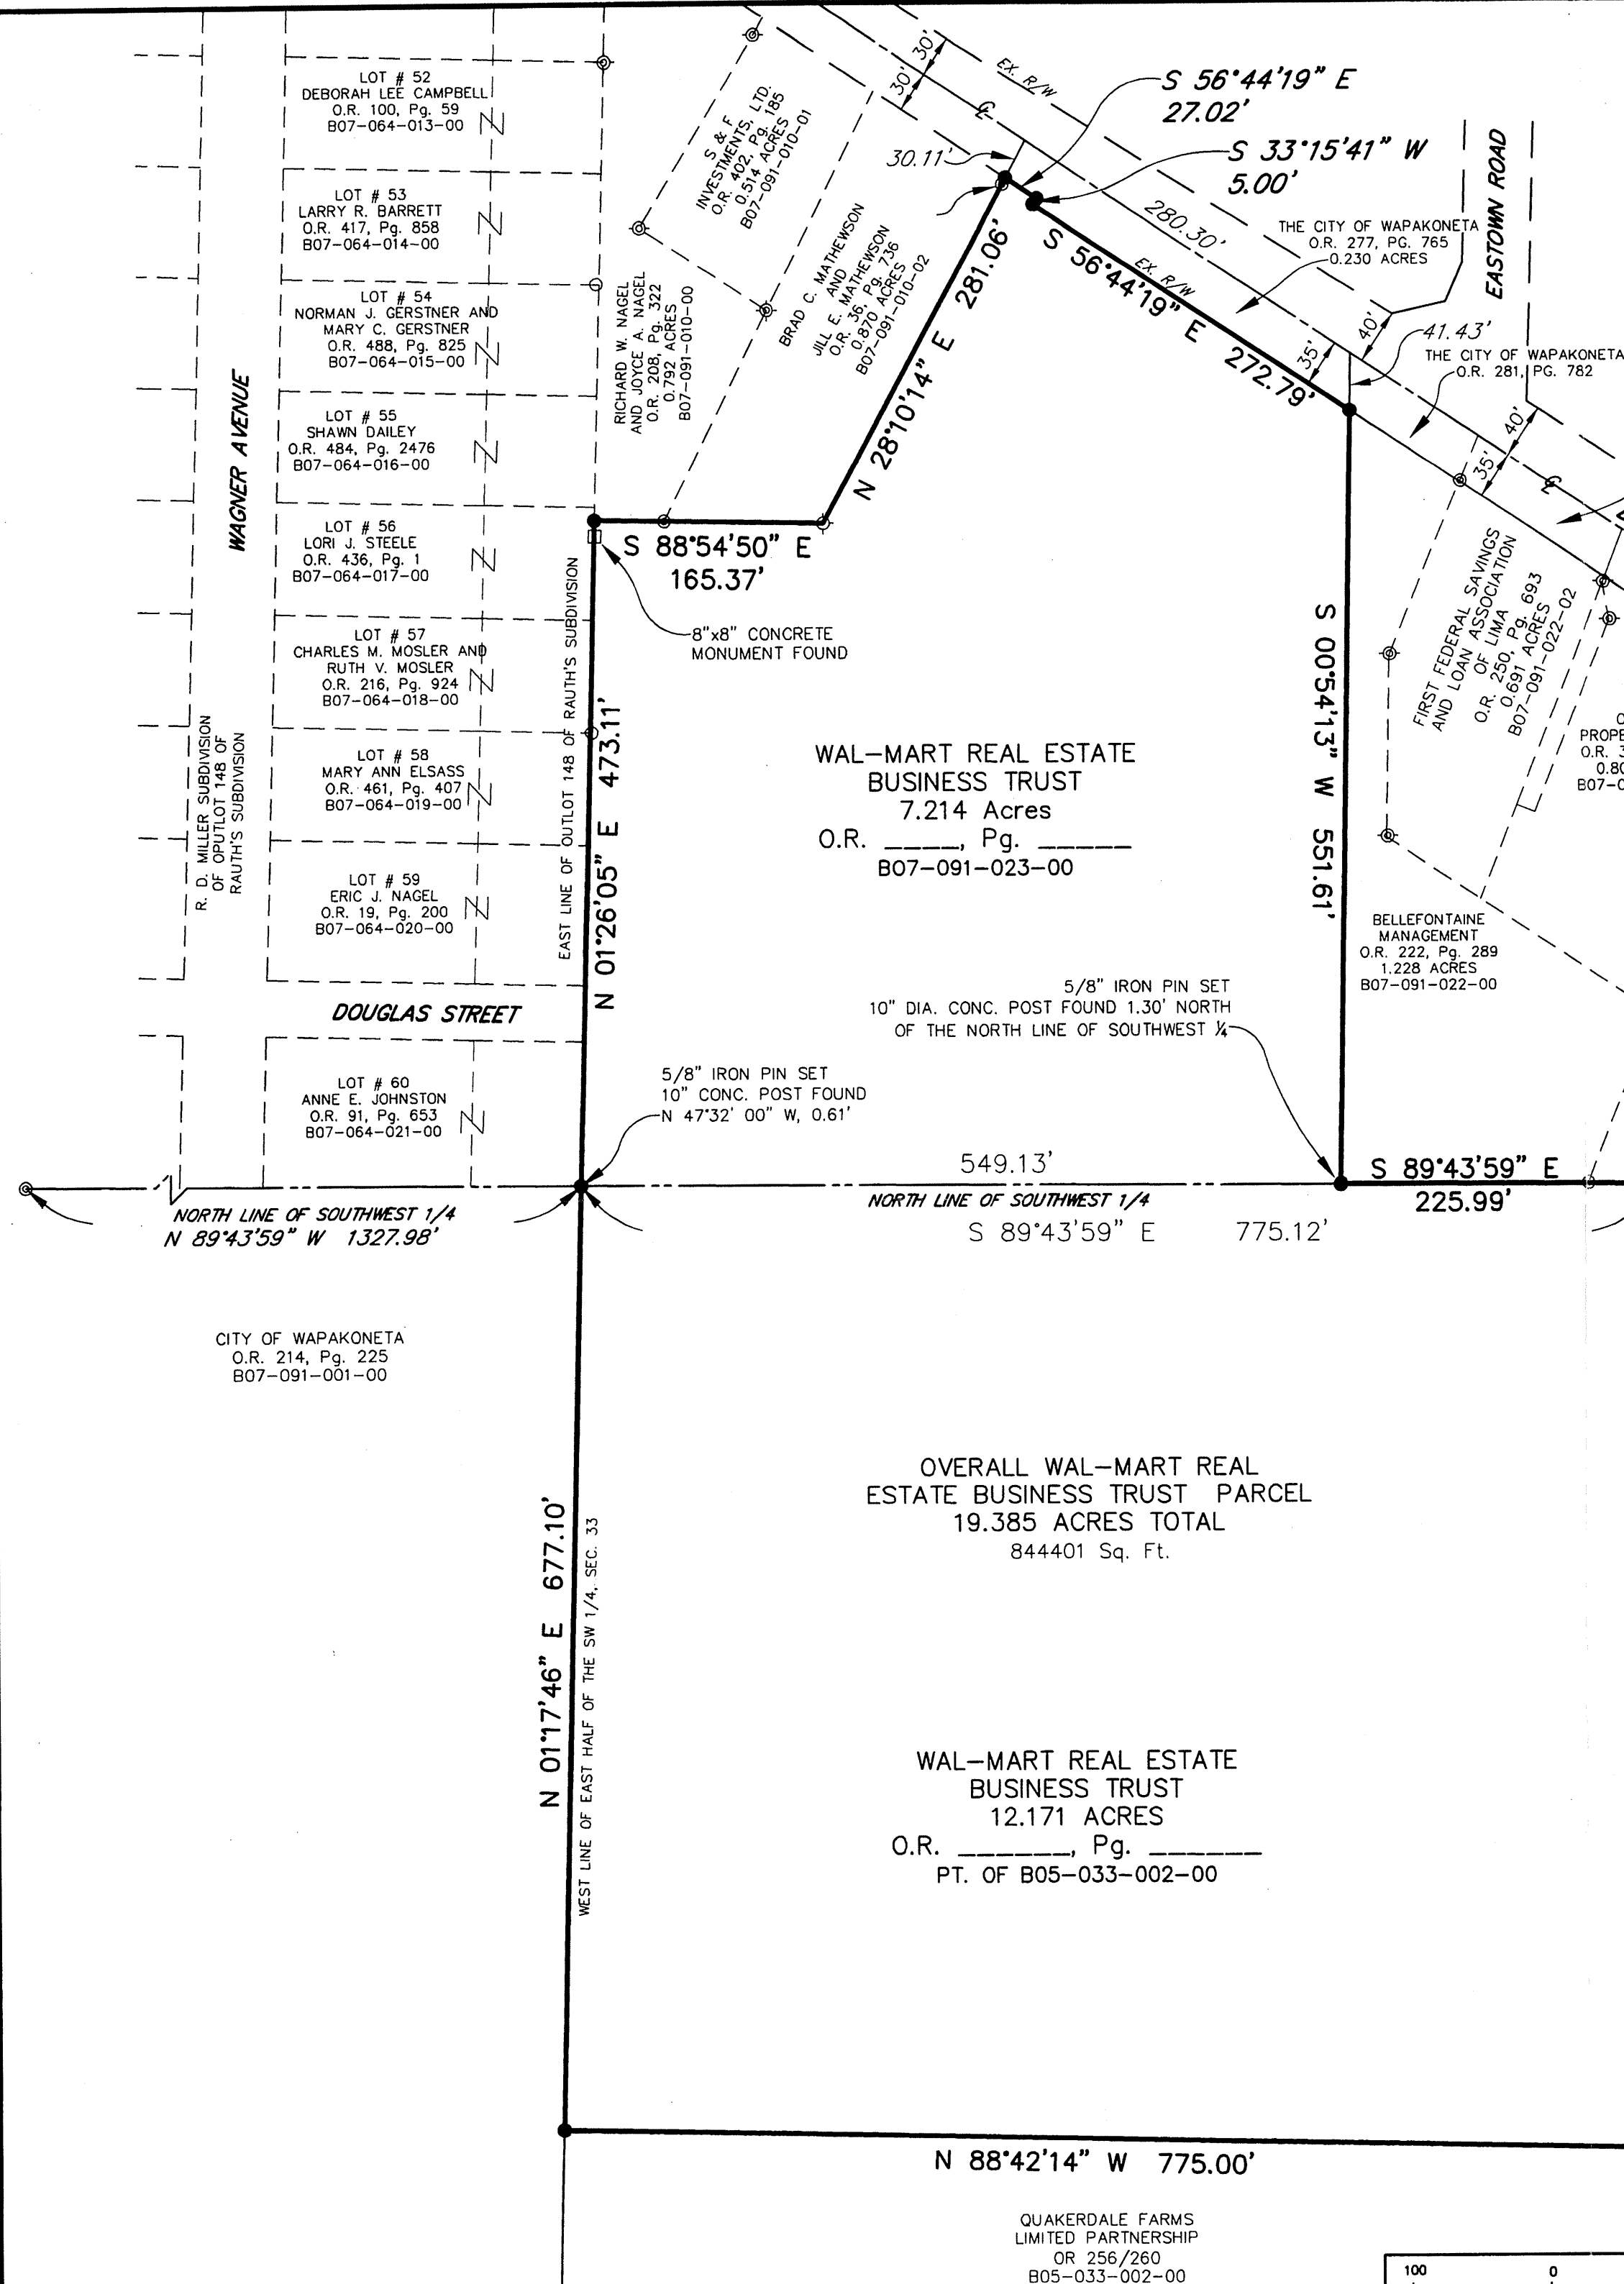 LOT # 52
DEBORAH LEE CAMPBELL
O.R. 100, Pg. 59
B07-064-013-00
LOT # 53
LARRY R. BARRETT
O.R. 417, Pg. 858
B07-064-014-00
LOT # 54
NORMAN J. GERSTNER AND
MARY C. GERSTNER
O.R. 488, Pg. 825
B07-064-015-00
LOT # 55
SHAWN DAILEY
O.R. 484, Pg. 2476
B07-064-016-00
LOT # 56
LORI J. STEELE
O.R. 436, Pg. 1
B07-064-017-00
LOT # 57
CHARLES M. MOSLER AND
RUTH V. MOSLER
O.R. 216, Pg. 924
B07-064-018-00
LOT # 58
MARY ANN ELSASS
O.R. 461, Pg. 407
B07-064-019-00
LOT # 59
ERIC J. NAGEL
O.R. 19, Pg. 200
B07-064-020-00
WAGNER AVENUE
R. D. MILLER SUBDIVISION
OF OPUTLOT 148 OF
RAUTH'S SUBDIVISION
DOUGLAS STREET
LOT # 60
ANNE E. JOHNSTON
O.R. 91, Pg. 653
B07-064-021-00
S & F
INVESTMENTS, LTD.
O.R. 402, Pg. 185
0.514 ACRES
B07-091-010-01
RICHARD W. NAGEL
AND JOYCE A. NAGEL
O.R. 208, Pg. 322
0.792 ACRES
B07-091-010-00
BRAD C. MATHEWSON
AND
JILL E. MATHEWSON
O.R. 36, Pg. 736
0.870 ACRES
B07-091-010-02
30'
30'
EX. R/W
℄
30.11'
S 56°44'19" E
27.02'
S 33°15'41" W
5.00'
280.30'
EASTOWN ROAD
THE CITY OF WAPAKONETA
O.R. 277, PG. 765
0.230 ACRES
EX. R/W
S 56°44'19" E 272.79'
35'
40'
41.43'
THE CITY OF WAPAKONETA
O.R. 281, PG. 782
40'
35'
℄
N 28°10'14" E 281.06'
S 88°54'50" E
165.37'
8"x8" CONCRETE
MONUMENT FOUND
EAST LINE OF OUTLOT 148 OF RAUTH'S SUBDIVISION
N 01°26'05" E 473.11'
WAL-MART REAL ESTATE
BUSINESS TRUST
7.214 Acres
O.R. ____, Pg. _____
B07-091-023-00
S 00°54'13" W 551.61'
FIRST FEDERAL SAVINGS
AND LOAN ASSOCIATION
OF LIMA
O.R. 250, Pg. 693
0.691 ACRES
B07-091-022-02
O.R. 3
0.80
B07-0
BELLEFONTAINE
MANAGEMENT
O.R. 222, Pg. 289
1.228 ACRES
B07-091-022-00
5/8" IRON PIN SET
10" DIA. CONC. POST FOUND 1.30' NORTH
OF THE NORTH LINE OF SOUTHWEST ¼
5/8" IRON PIN SET
10" CONC. POST FOUND
N 47°32' 00" W, 0.61'
549.13'
NORTH LINE OF SOUTHWEST 1/4
S 89°43'59" E 775.12'
S 89°43'59" E
225.99'
NORTH LINE OF SOUTHWEST 1/4
N 89°43'59" W 1327.98'
CITY OF WAPAKONETA
O.R. 214, Pg. 225
B07-091-001-00
N 01°17'46" E 677.10'
WEST LINE OF EAST HALF OF THE SW 1/4, SEC. 33
OVERALL WAL-MART REAL
ESTATE BUSINESS TRUST PARCEL
19.385 ACRES TOTAL
844401 Sq. Ft.
WAL-MART REAL ESTATE
BUSINESS TRUST
12.171 ACRES
O.R. ______, Pg. ______
PT. OF B05-033-002-00
N 88°42'14" W 775.00'
QUAKERDALE FARMS
LIMITED PARTNERSHIP
OR 256/260
B05-033-002-00
100 0